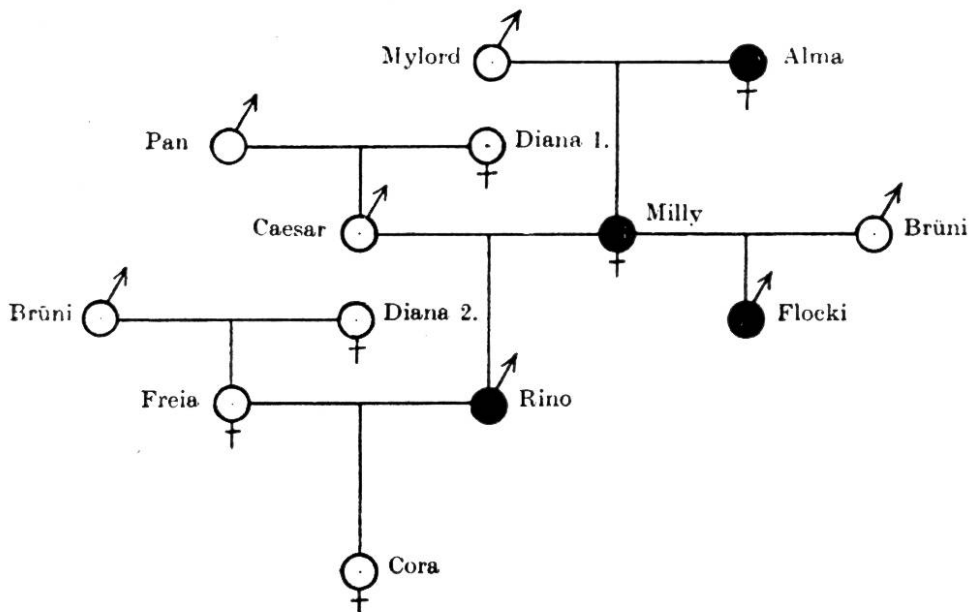 Mylord
Alma
Pan
Diana 1.
Caesar
Milly
Brüni
Brüni
Diana 2.
Flocki
Freia
Rino
Cora